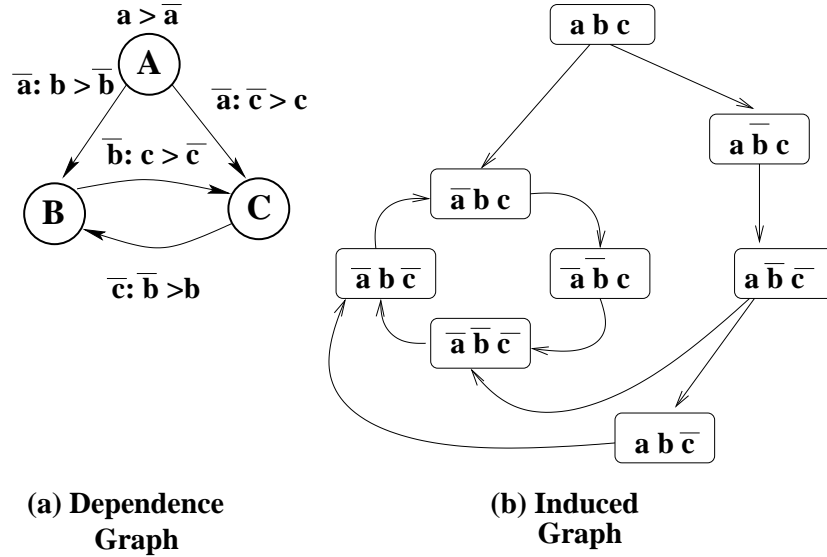 a > a̅
A
a̅: b > b̅
a̅: c̅ > c
b̅: c > c̅
B
C
c̅: b̅ >b
(a) Dependence
Graph
a b c
a b̅ c
a̅ b c
a̅ b c̅
a̅ b̅ c
a b̅ c̅
a̅ b̅ c̅
a b c̅
(b) Induced
Graph